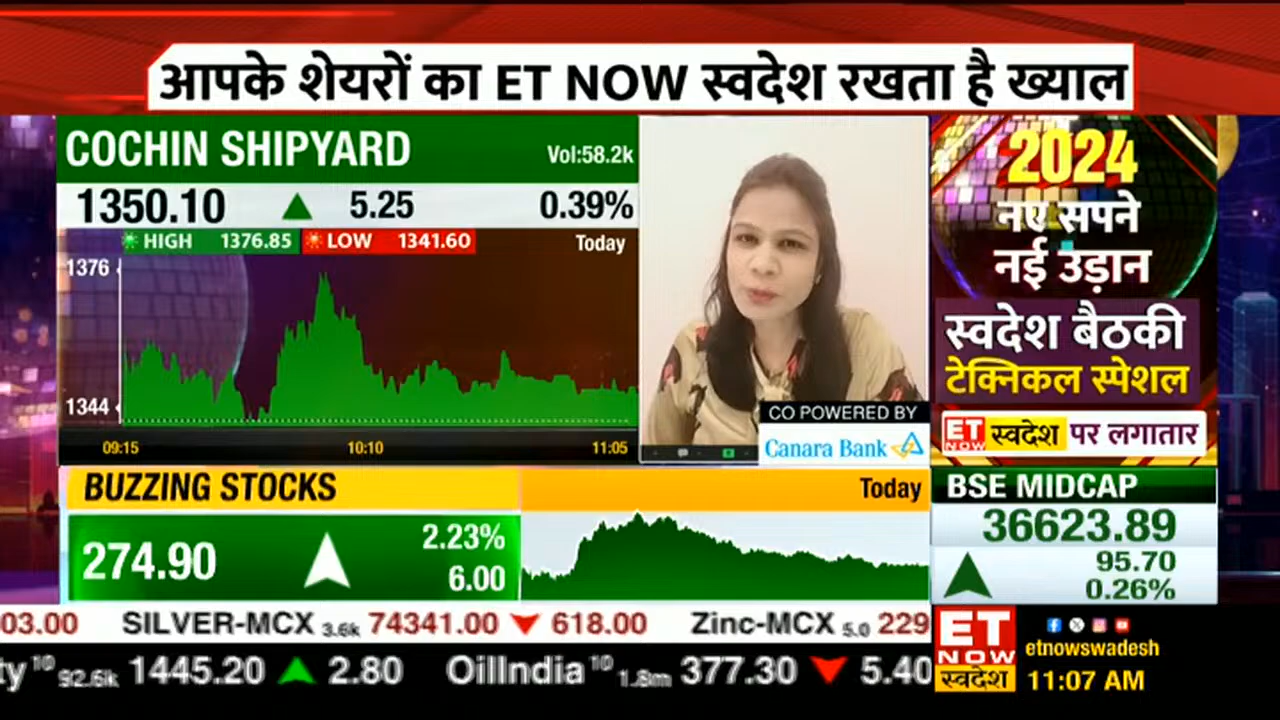 आपके शेयरों का ET NOW स्वदेश रखता है ख्याल
COCHIN SHIPYARD Vol:58.2k
1350.10 ▲ 5.25 0.39%
HIGH 1376.85 LOW 1341.60 Today
1376
1344
09:15 10:10 11:05
CO POWERED BY
Canara Bank
2024
नए सपने
नई उड़ान
स्वदेश बैठकी
टेक्निकल स्पेशल
ET NOW स्वदेश पर लगातार
BUZZING STOCKS Today
274.90 ▲ 2.23%
6.00
BSE MIDCAP
36623.89
▲ 95.70
0.26%
03.00 SILVER-MCX 3.6k 74341.00 ▼ 618.00 Zinc-MCX 5.0 229
ty 10 92.6k 1445.20 ▲ 2.80 OilIndia 10 1.8m 377.30 ▼ 5.40
ET
NOW
स्वदेश
etnowswadesh
11:07 AM